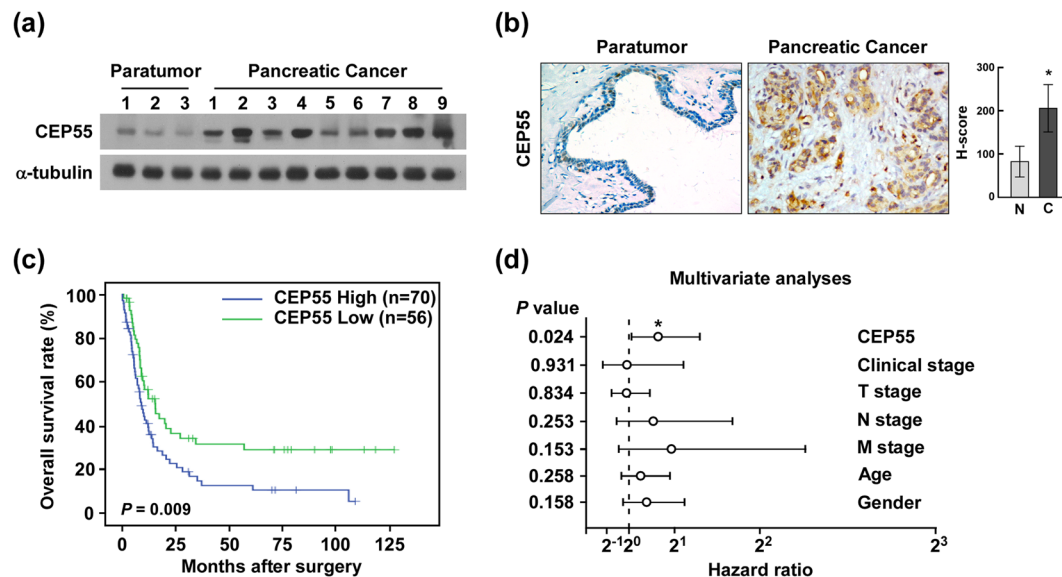 (a)
Paratumor Pancreatic Cancer
1 2 3 1 2 3 4 5 6 7 8 9
CEP55
α-tubulin
(b)
Paratumor Pancreatic Cancer
CEP55
H-score
300
200
100
0
*
N C
(c)
Overall survival rate (%)
100
80
60
40
20
0
CEP55 High (n=70)
CEP55 Low (n=56)
P = 0.009
0 25 50 75 100 125
Months after surgery
(d)
Multivariate analyses
P value
*
0.024 CEP55
0.931 Clinical stage
0.834 T stage
0.253 N stage
0.153 M stage
0.258 Age
0.158 Gender
2⁻¹ 2⁰ 2¹ 2² 2³
Hazard ratio